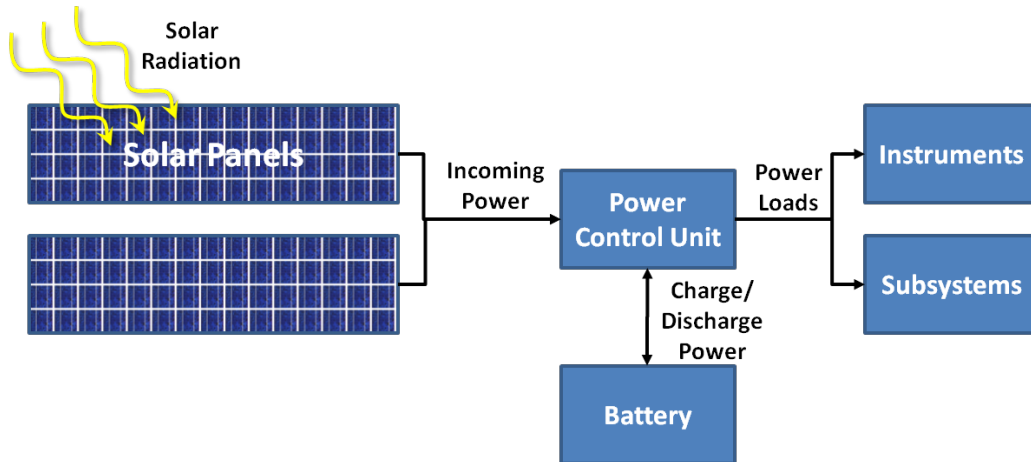 Solar
Radiation
Solar Panels
Incoming
Power
Power
Control Unit
Power
Loads
Instruments
Subsystems
Charge/
Discharge
Power
Battery